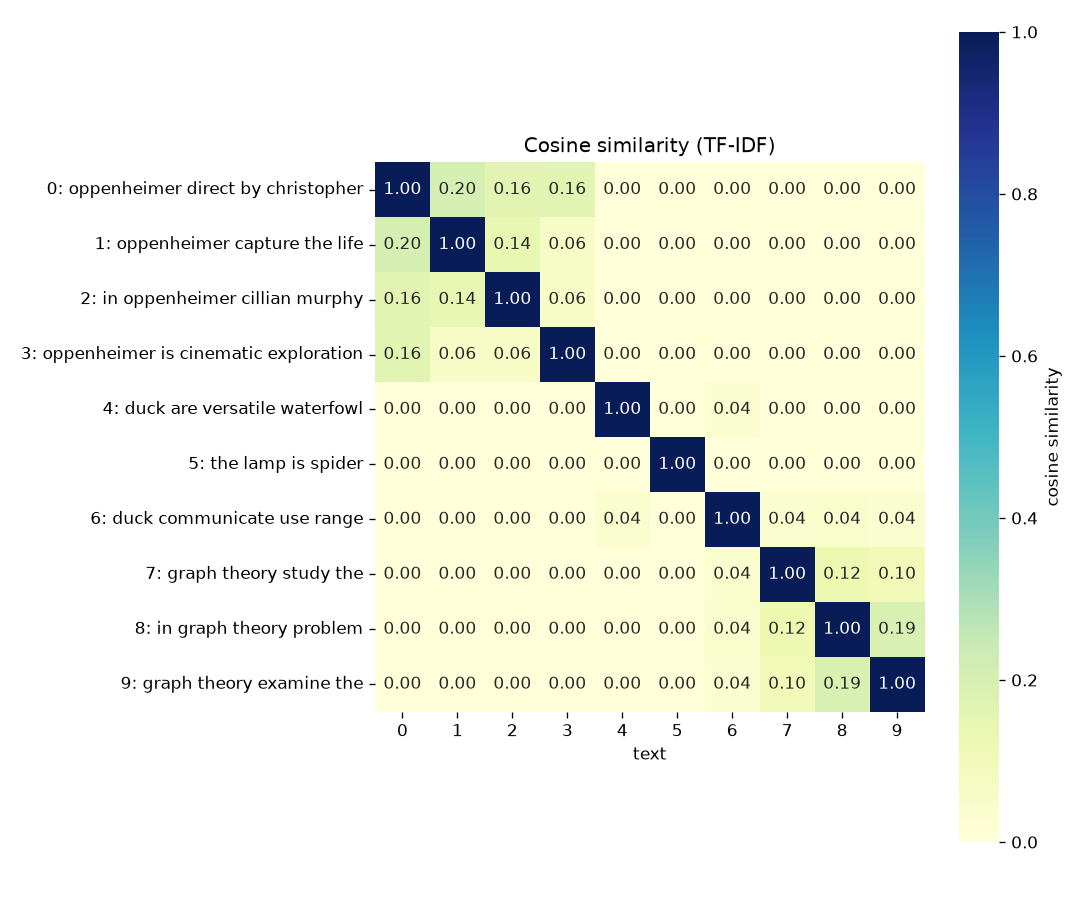 Cosine similarity (TF-IDF)
0: oppenheimer direct by christopher 1.00 0.20 0.16 0.16 0.00 0.00 0.00 0.00 0.00 0.00
1: oppenheimer capture the life 0.20 1.00 0.14 0.06 0.00 0.00 0.00 0.00 0.00 0.00
2: in oppenheimer cillian murphy 0.16 0.14 1.00 0.06 0.00 0.00 0.00 0.00 0.00 0.00
3: oppenheimer is cinematic exploration 0.16 0.06 0.06 1.00 0.00 0.00 0.00 0.00 0.00 0.00
4: duck are versatile waterfowl 0.00 0.00 0.00 0.00 1.00 0.00 0.04 0.00 0.00 0.00
5: the lamp is spider 0.00 0.00 0.00 0.00 0.00 1.00 0.00 0.00 0.00 0.00
6: duck communicate use range 0.00 0.00 0.00 0.00 0.04 0.00 1.00 0.04 0.04 0.04
7: graph theory study the 0.00 0.00 0.00 0.00 0.00 0.00 0.04 1.00 0.12 0.10
8: in graph theory problem 0.00 0.00 0.00 0.00 0.00 0.00 0.04 0.12 1.00 0.19
9: graph theory examine the 0.00 0.00 0.00 0.00 0.00 0.00 0.04 0.10 0.19 1.00
0 1 2 3 4 5 6 7 8 9
text
1.0
0.8
0.6
0.4
0.2
0.0
cosine similarity